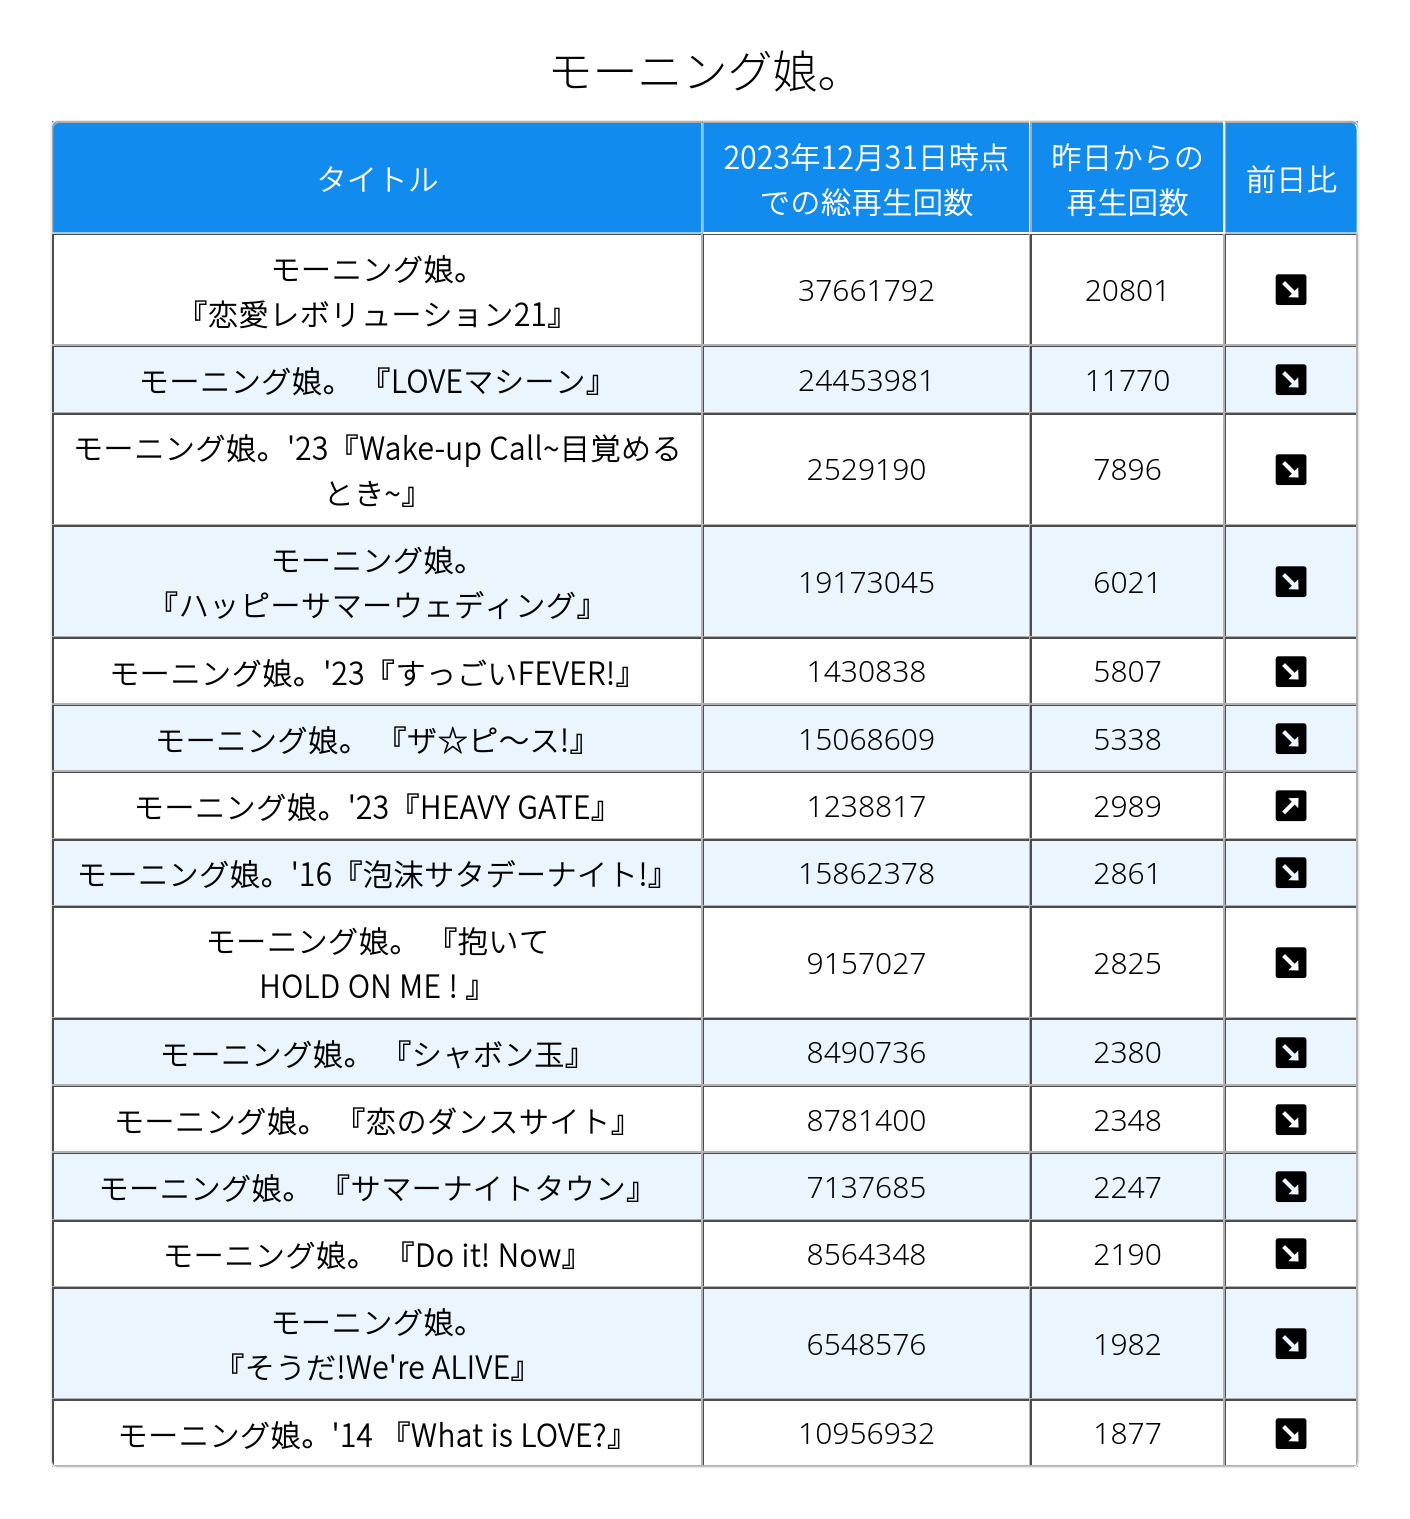 モーニング娘。
タイトル
2023年12月31日時点
での総再生回数
昨日からの
再生回数
前日比
モーニング娘。
『恋愛レボリューション21』
37661792
20801
モーニング娘。 『LOVEマシーン』
24453981
11770
モーニング娘。'23『Wake-up Call~目覚める
とき~』
2529190
7896
モーニング娘。
『ハッピーサマーウェディング』
19173045
6021
モーニング娘。'23『すっごいFEVER!』
1430838
5807
モーニング娘。 『ザ☆ピ〜ス!』
15068609
5338
モーニング娘。'23『HEAVY GATE』
1238817
2989
モーニング娘。'16『泡沫サタデーナイト!』
15862378
2861
モーニング娘。 『抱いて
HOLD ON ME ! 』
9157027
2825
モーニング娘。 『シャボン玉』
8490736
2380
モーニング娘。 『恋のダンスサイト』
8781400
2348
モーニング娘。 『サマーナイトタウン』
7137685
2247
モーニング娘。 『Do it! Now』
8564348
2190
モーニング娘。
『そうだ!We're ALIVE』
6548576
1982
モーニング娘。'14 『What is LOVE?』
10956932
1877